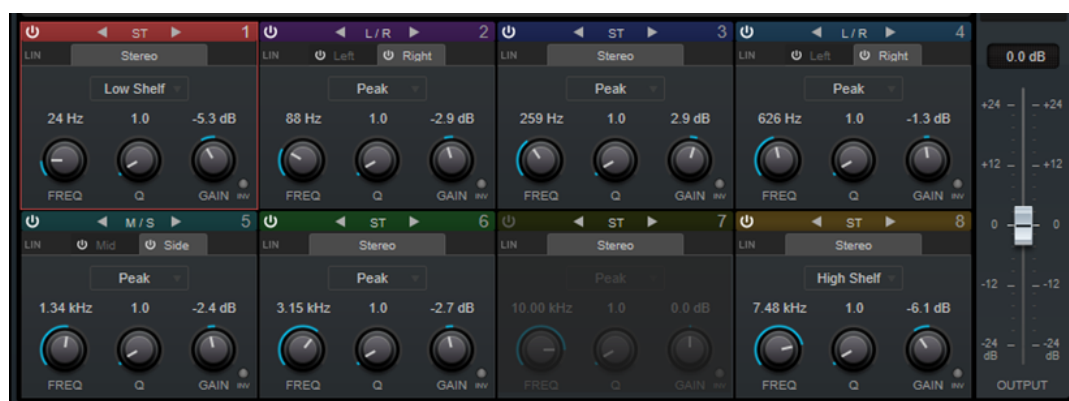 ST 1 L/R 2 ST 3 L/R 4
LIN Stereo LIN Left Right LIN Stereo LIN Left Right 0.0 dB
Low Shelf Peak Peak Peak
24 Hz 1.0 -5.3 dB 88 Hz 1.0 -2.9 dB 259 Hz 1.0 2.9 dB 626 Hz 1.0 -1.3 dB +24 +24
+12 +12
FREQ Q GAIN INV FREQ Q GAIN INV FREQ Q GAIN INV FREQ Q GAIN INV
M/S 5 ST 6 ST 7 ST 8 0 0
LIN Mid Side LIN Stereo LIN Stereo LIN Stereo
Peak Peak Peak High Shelf -12 -12
1.34 kHz 1.0 -2.4 dB 3.15 kHz 1.0 -2.7 dB 10.00 kHz 1.0 0.0 dB 7.48 kHz 1.0 -6.1 dB
-24 -24
dB dB
FREQ Q GAIN INV FREQ Q GAIN INV FREQ Q GAIN INV FREQ Q GAIN INV OUTPUT